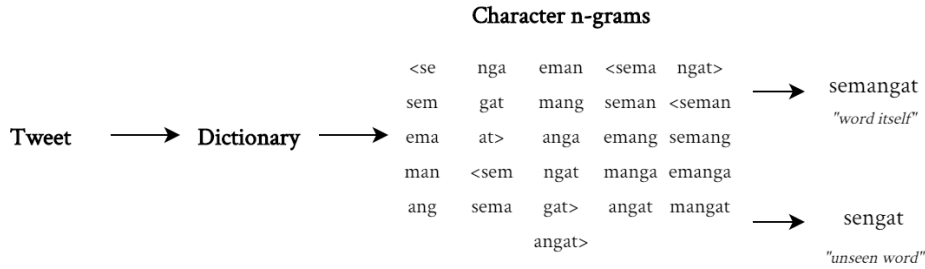 Character n-grams
<se nga eman <sema ngat>
sem gat mang seman <seman
ema at> anga emang semang
man <sem ngat manga emanga
ang sema gat> angat mangat
angat>
Tweet
Dictionary
semangat
"word itself"
sengat
"unseen word"